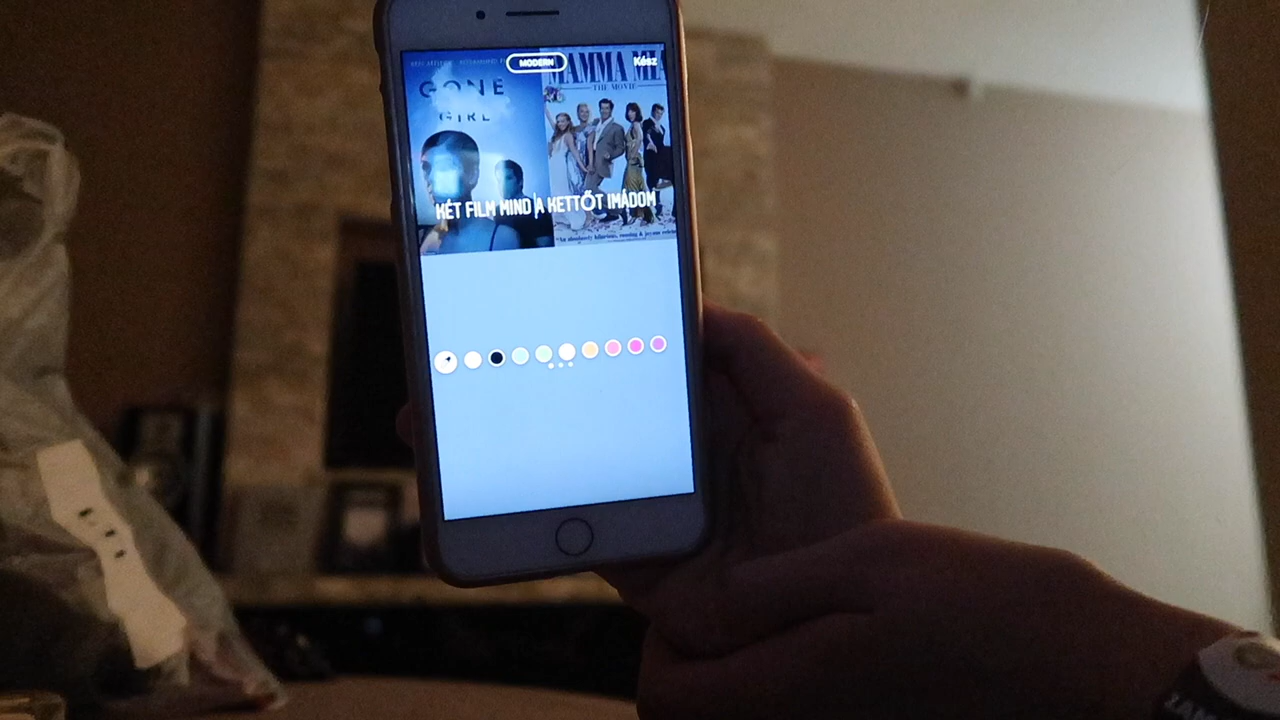 MODERN
Kész
GONE
GIRL
MAMMA MIA
THE MOVIE
KÉT FILM MIND A KETTŐT IMÁDOM